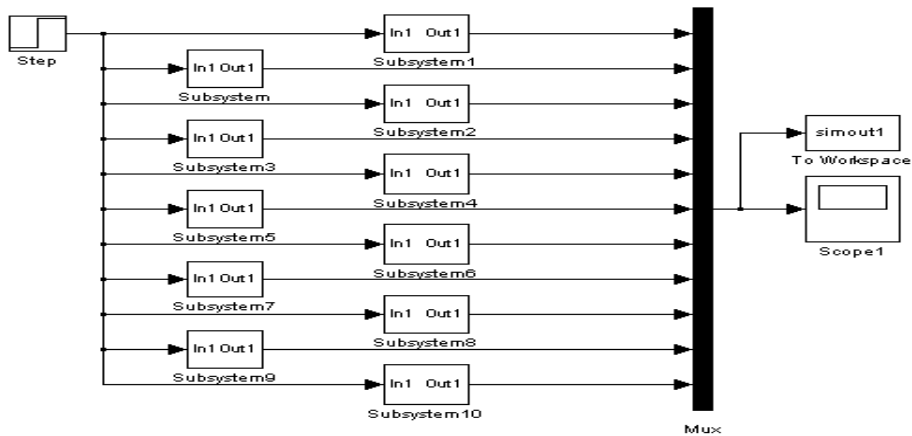 Step
In1 Out1
Subsystem1
In1 Out1
Subsystem
In1 Out1
Subsystem2
In1 Out1
Subsystem3
In1 Out1
Subsystem4
In1 Out1
Subsystem5
In1 Out1
Subsystem6
In1 Out1
Subsystem7
In1 Out1
Subsystem8
In1 Out1
Subsystem9
In1 Out1
Subsystem10
Mux
simout1
To Workspace
Scope1